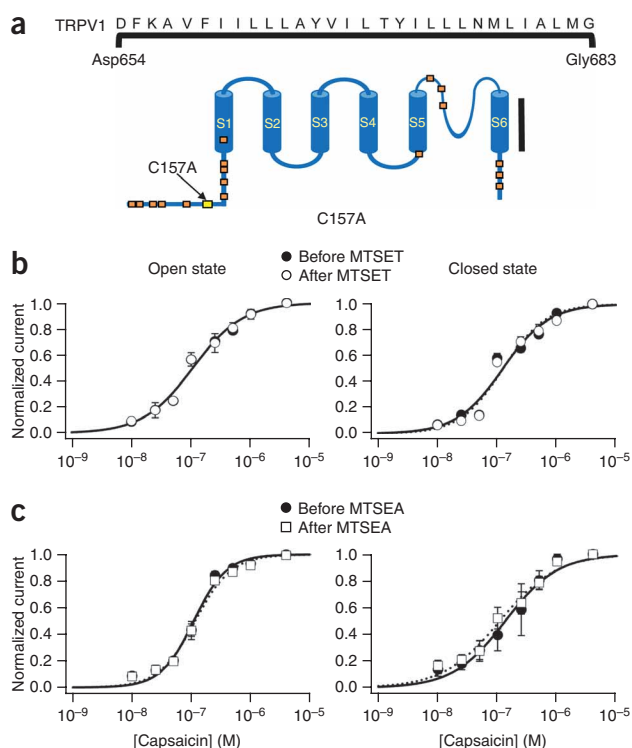 a
TRPV1 D F K A V F I I L L L A Y V I L T Y I L L L N M L I A L M G
Asp654 Gly683
S1 S2 S3 S4 S5 S6
C157A
C157A
b
Before MTSET
After MTSET
Open state Closed state
Normalized current
1.0
0.8
0.6
0.4
0.2
0.0
10⁻⁹ 10⁻⁸ 10⁻⁷ 10⁻⁶ 10⁻⁵
1.0
0.8
0.6
0.4
0.2
0.0
10⁻⁹ 10⁻⁸ 10⁻⁷ 10⁻⁶ 10⁻⁵
c
Before MTSEA
After MTSEA
Normalized current
1.0
0.8
0.6
0.4
0.2
0.0
10⁻⁹ 10⁻⁸ 10⁻⁷ 10⁻⁶ 10⁻⁵
[Capsaicin] (M)
1.0
0.8
0.6
0.4
0.2
0.0
10⁻⁹ 10⁻⁸ 10⁻⁷ 10⁻⁶ 10⁻⁵
[Capsaicin] (M)